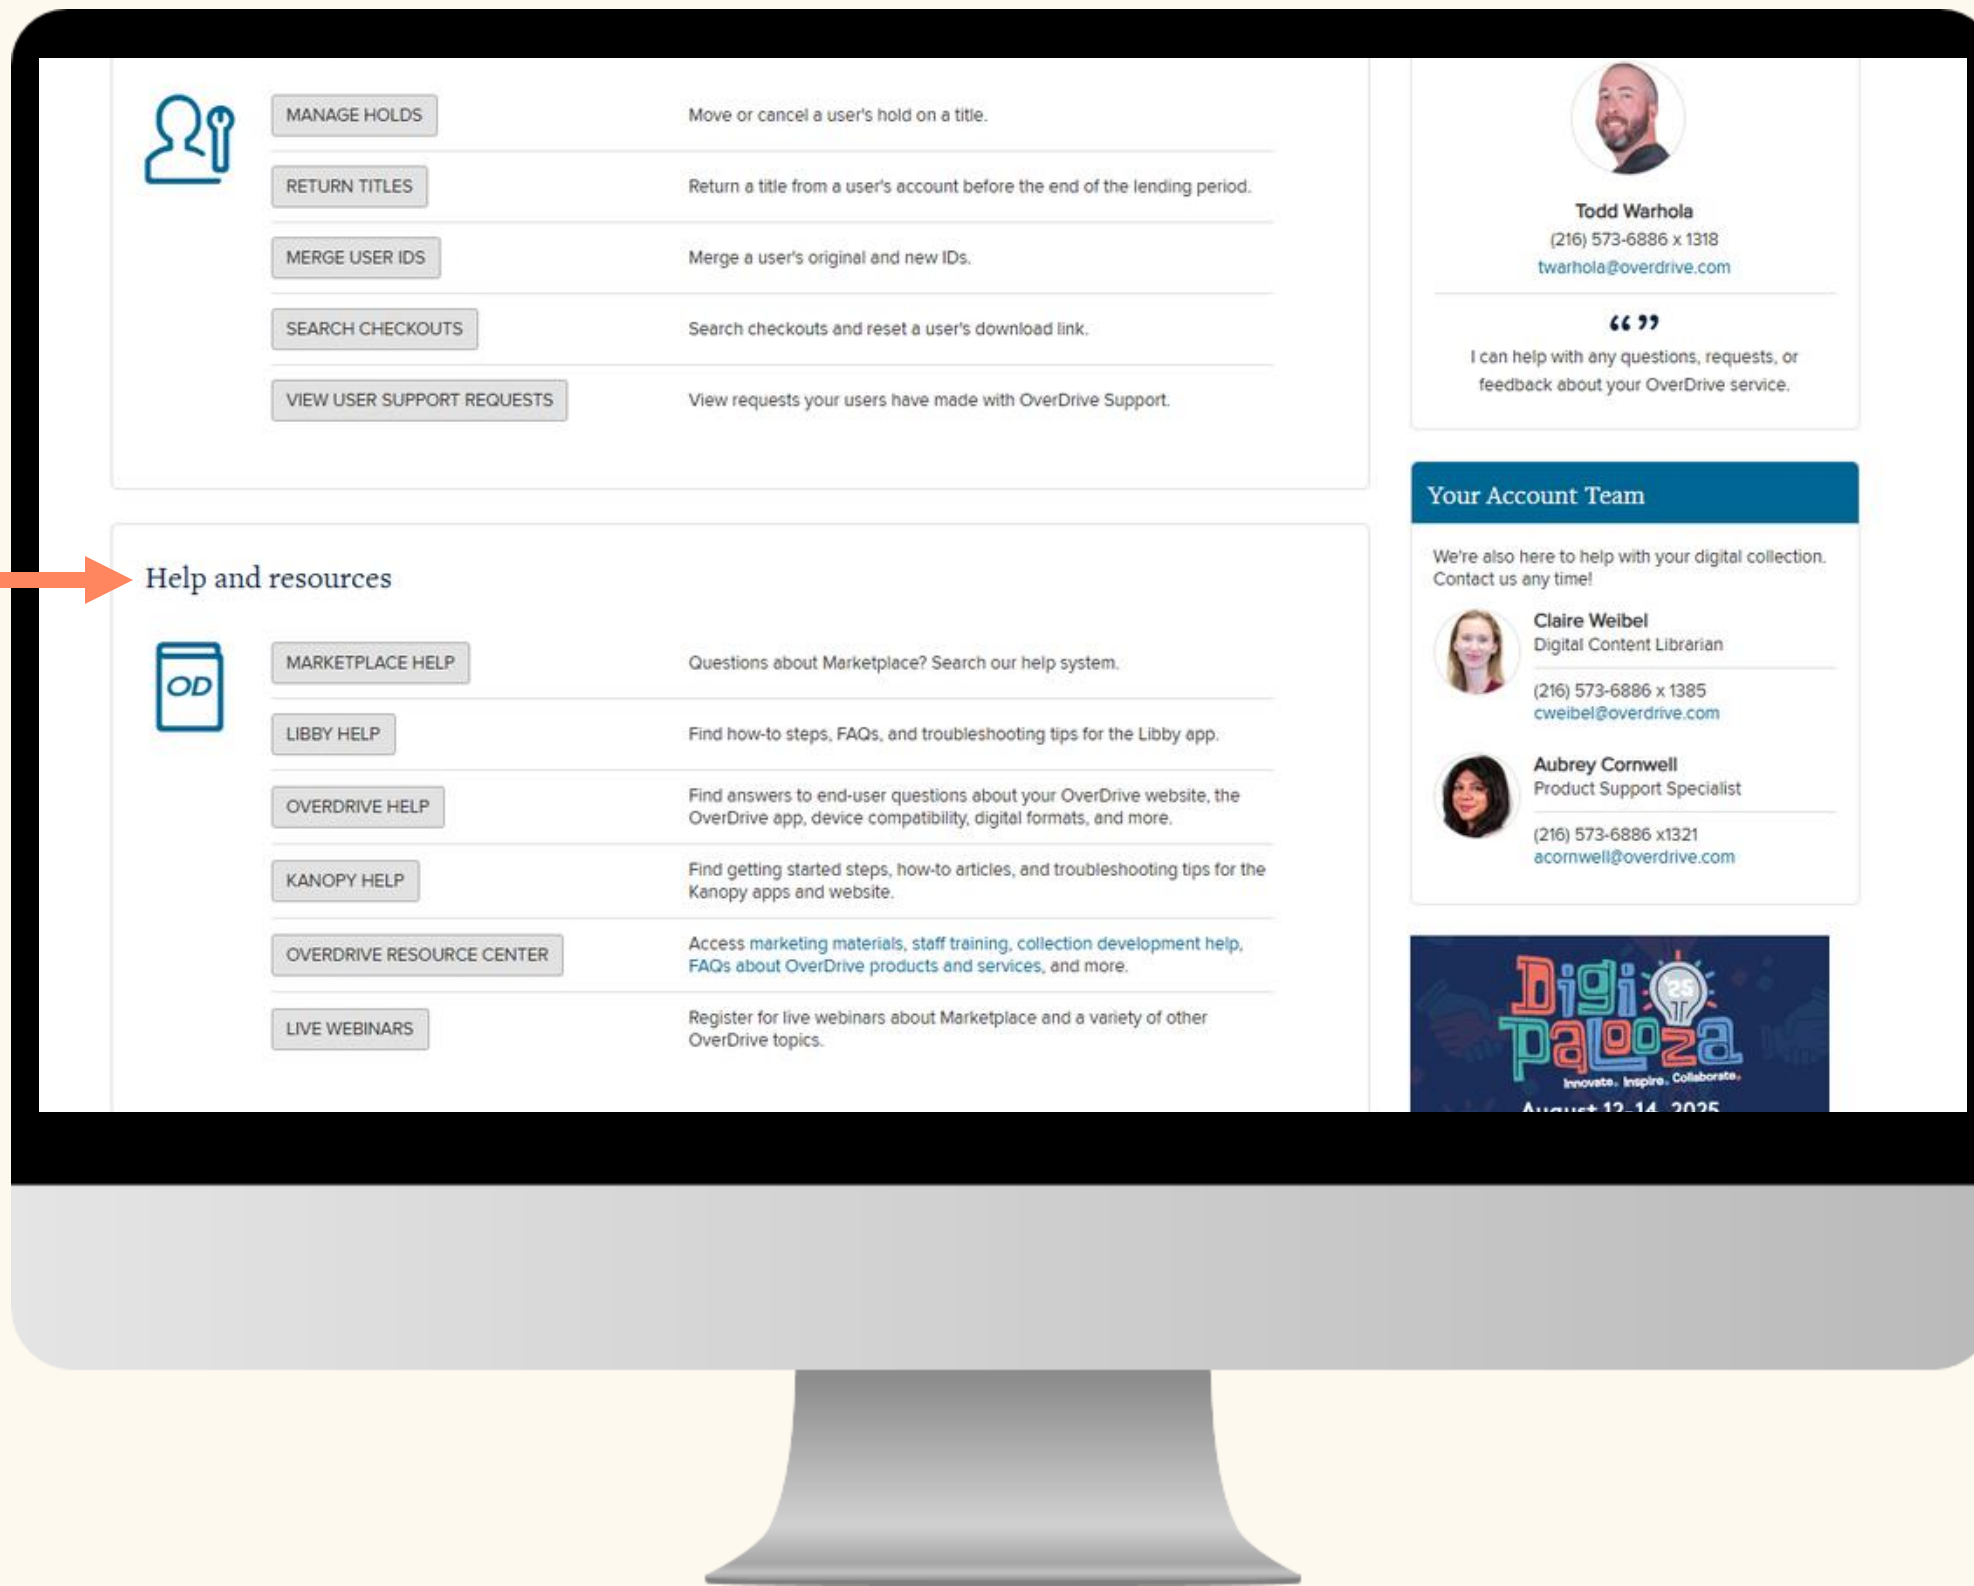 MANAGE HOLDS
Move or cancel a user's hold on a title.
RETURN TITLES
Return a title from a user's account before the end of the lending period.
MERGE USER IDS
Merge a user's original and new IDs.
SEARCH CHECKOUTS
Search checkouts and reset a user's download link.
VIEW USER SUPPORT REQUESTS
View requests your users have made with OverDrive Support.
Help and resources
OD
MARKETPLACE HELP
Questions about Marketplace? Search our help system.
LIBBY HELP
Find how-to steps, FAQs, and troubleshooting tips for the Libby app.
OVERDRIVE HELP
Find answers to end-user questions about your OverDrive website, the
OverDrive app, device compatibility, digital formats, and more.
KANOPY HELP
Find getting started steps, how-to articles, and troubleshooting tips for the
Kanopy apps and website.
OVERDRIVE RESOURCE CENTER
Access marketing materials, staff training, collection development help,
FAQs about OverDrive products and services, and more.
LIVE WEBINARS
Register for live webinars about Marketplace and a variety of other
OverDrive topics.
Todd Warhola
(216) 573-6886 x 1318
twarhola@overdrive.com
“ ”
I can help with any questions, requests, or
feedback about your OverDrive service.
Your Account Team
We're also here to help with your digital collection.
Contact us any time!
Claire Weibel
Digital Content Librarian
(216) 573-6886 x 1385
cweibel@overdrive.com
Aubrey Cornwell
Product Support Specialist
(216) 573-6886 x1321
acornwell@overdrive.com
Digi '25
Palooza
Innovate. Inspire. Collaborate.
August 12-14, 2025